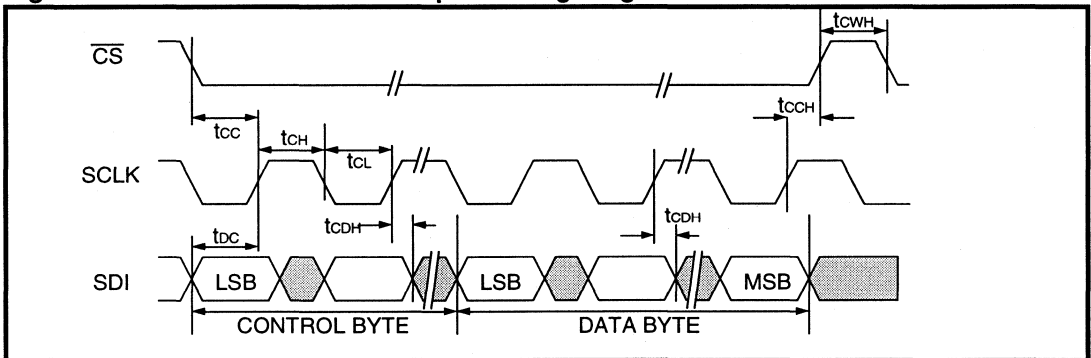 tCWH
CS
tCCH
tCC
tCH
tCL
SCLK
tCDH
tCDH
tDC
SDI
LSB
LSB
MSB
CONTROL BYTE
DATA BYTE